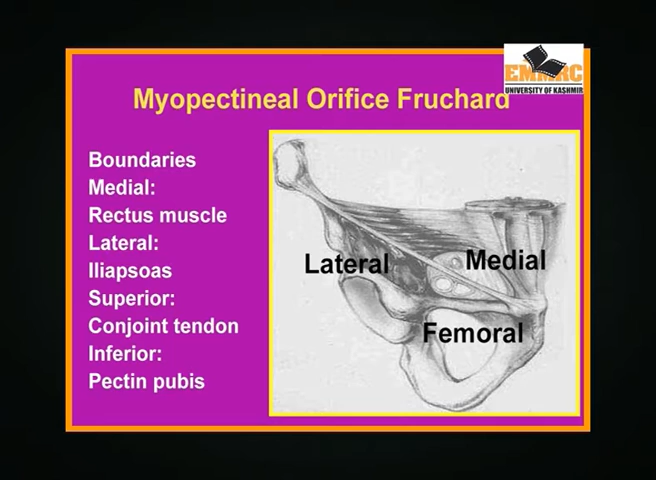 EMMRC
UNIVERSITY OF KASHMIR
Myopectineal Orifice Fruchard
Boundaries
Medial:
Rectus muscle
Lateral:
Iliapsoas
Superior:
Conjoint tendon
Inferior:
Pectin pubis
Lateral
Medial
Femoral